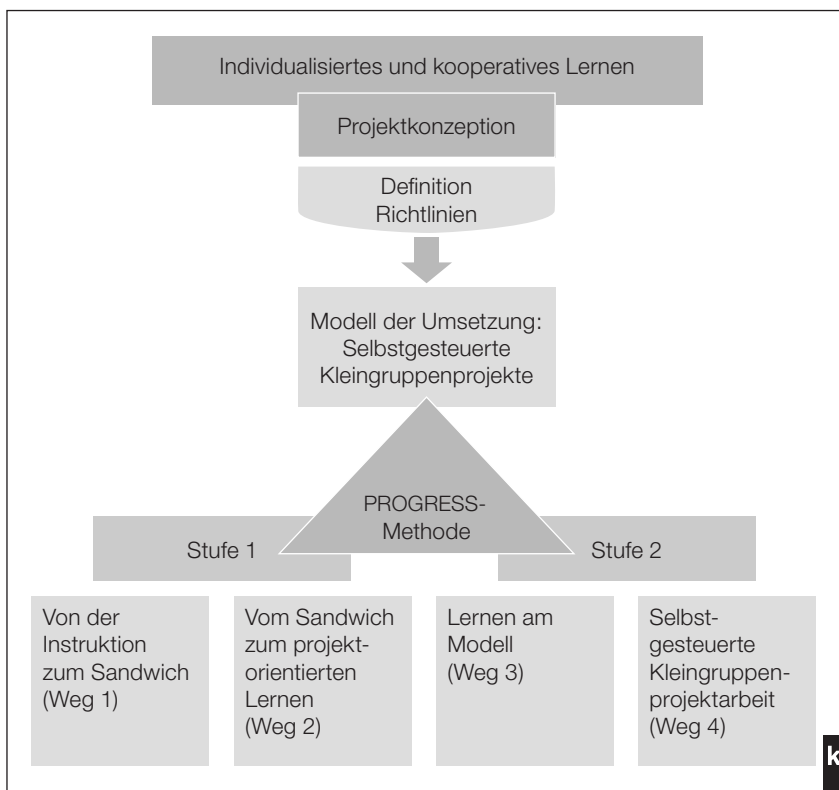 Individualisiertes und kooperatives Lernen
Projektkonzeption
Definition
Richtlinien
Modell der Umsetzung:
Selbstgesteuerte
Kleingruppenprojekte
PROGRESS-
Methode
Stufe 1
Stufe 2
Von der
Instruktion
zum Sandwich
(Weg 1)
Vom Sandwich
zum projekt-
orientierten
Lernen
(Weg 2)
Lernen am
Modell
(Weg 3)
Selbst-
gesteuerte
Kleingruppen-
projektarbeit
(Weg 4)
k